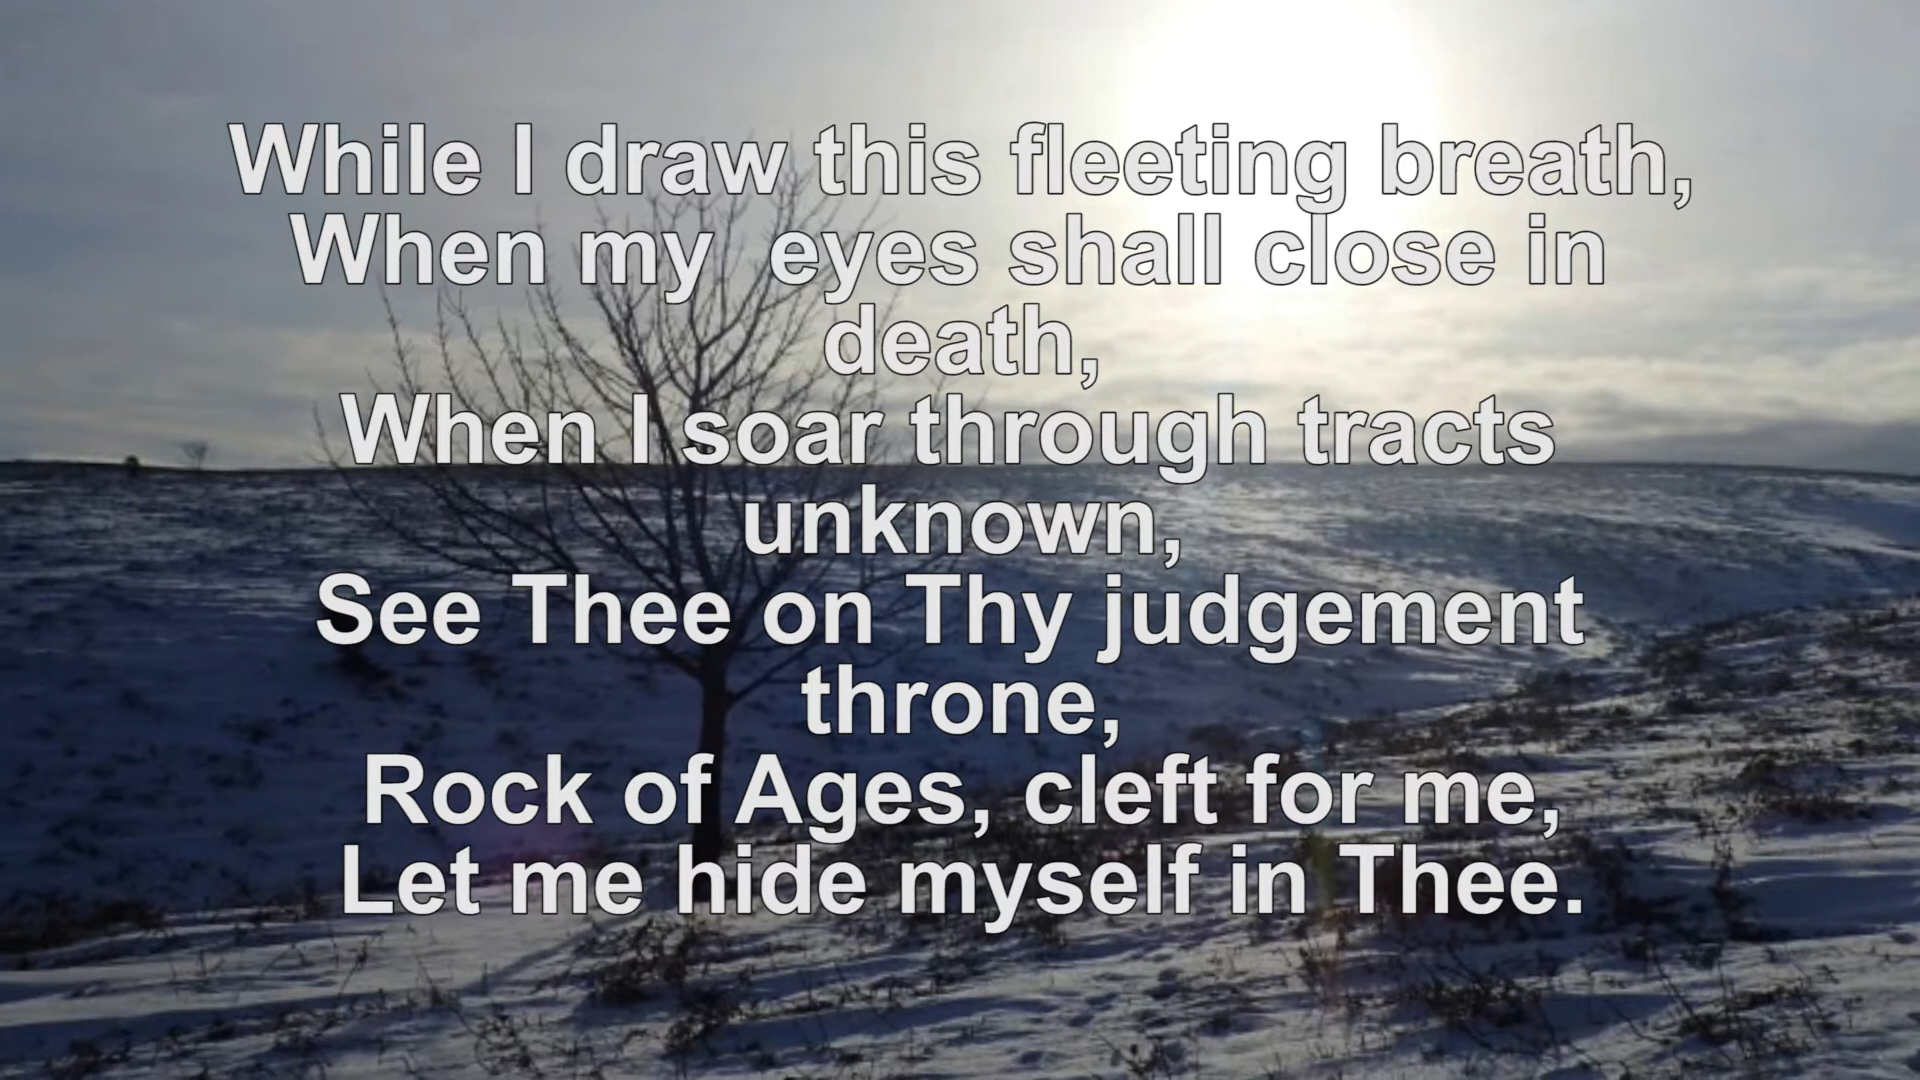 While I draw this fleeting breath,
When my  eyes shall close in
death,
When I soar through tracts
unknown,
See Thee on Thy judgement
throne,
Rock of Ages, cleft for me,
Let me hide myself in Thee.